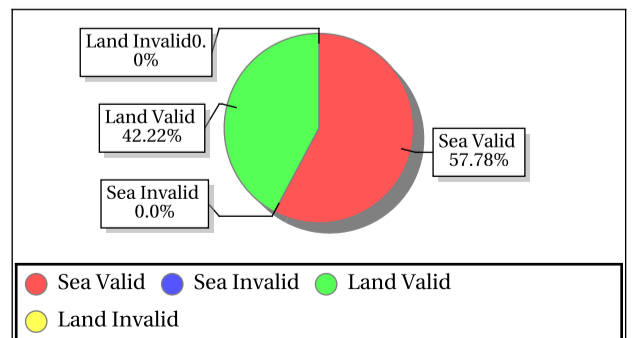 Land Invalid0.
0%
Land Valid
42.22%
Sea Valid
57.78%
Sea Invalid
0.0%
Sea Valid
Sea Invalid
Land Valid
Land Invalid